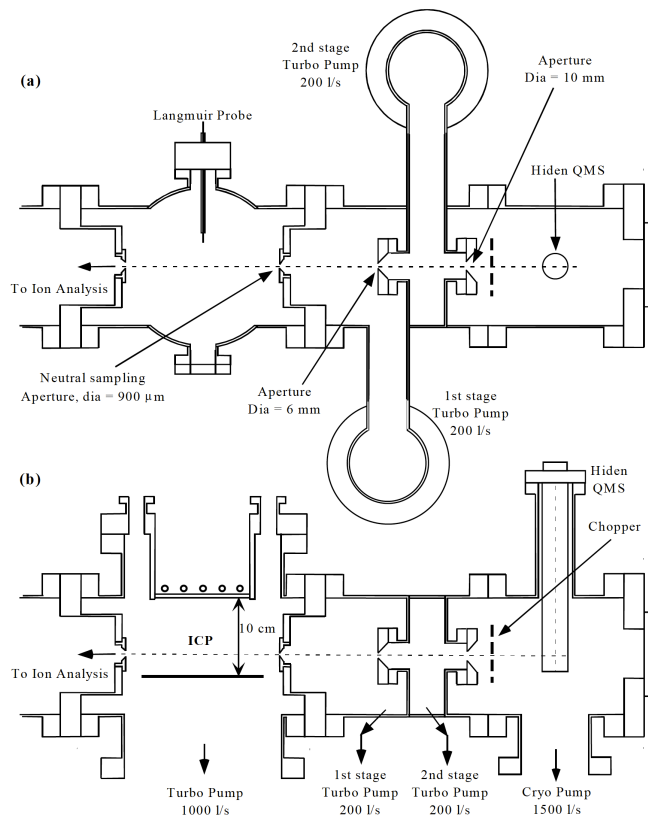 (a)
2nd stage
Turbo Pump
200 l/s
Aperture
Dia = 10 mm
Langmuir Probe
Hiden QMS
To Ion Analysis
Neutral sampling
Aperture, dia = 900 µm
Aperture
Dia = 6 mm
1st stage
Turbo Pump
200 l/s
(b)
Hiden
QMS
Chopper
10 cm
ICP
To Ion Analysis
Turbo Pump
1000 l/s
1st stage
Turbo Pump
200 l/s
2nd stage
Turbo Pump
200 l/s
Cryo Pump
1500 l/s